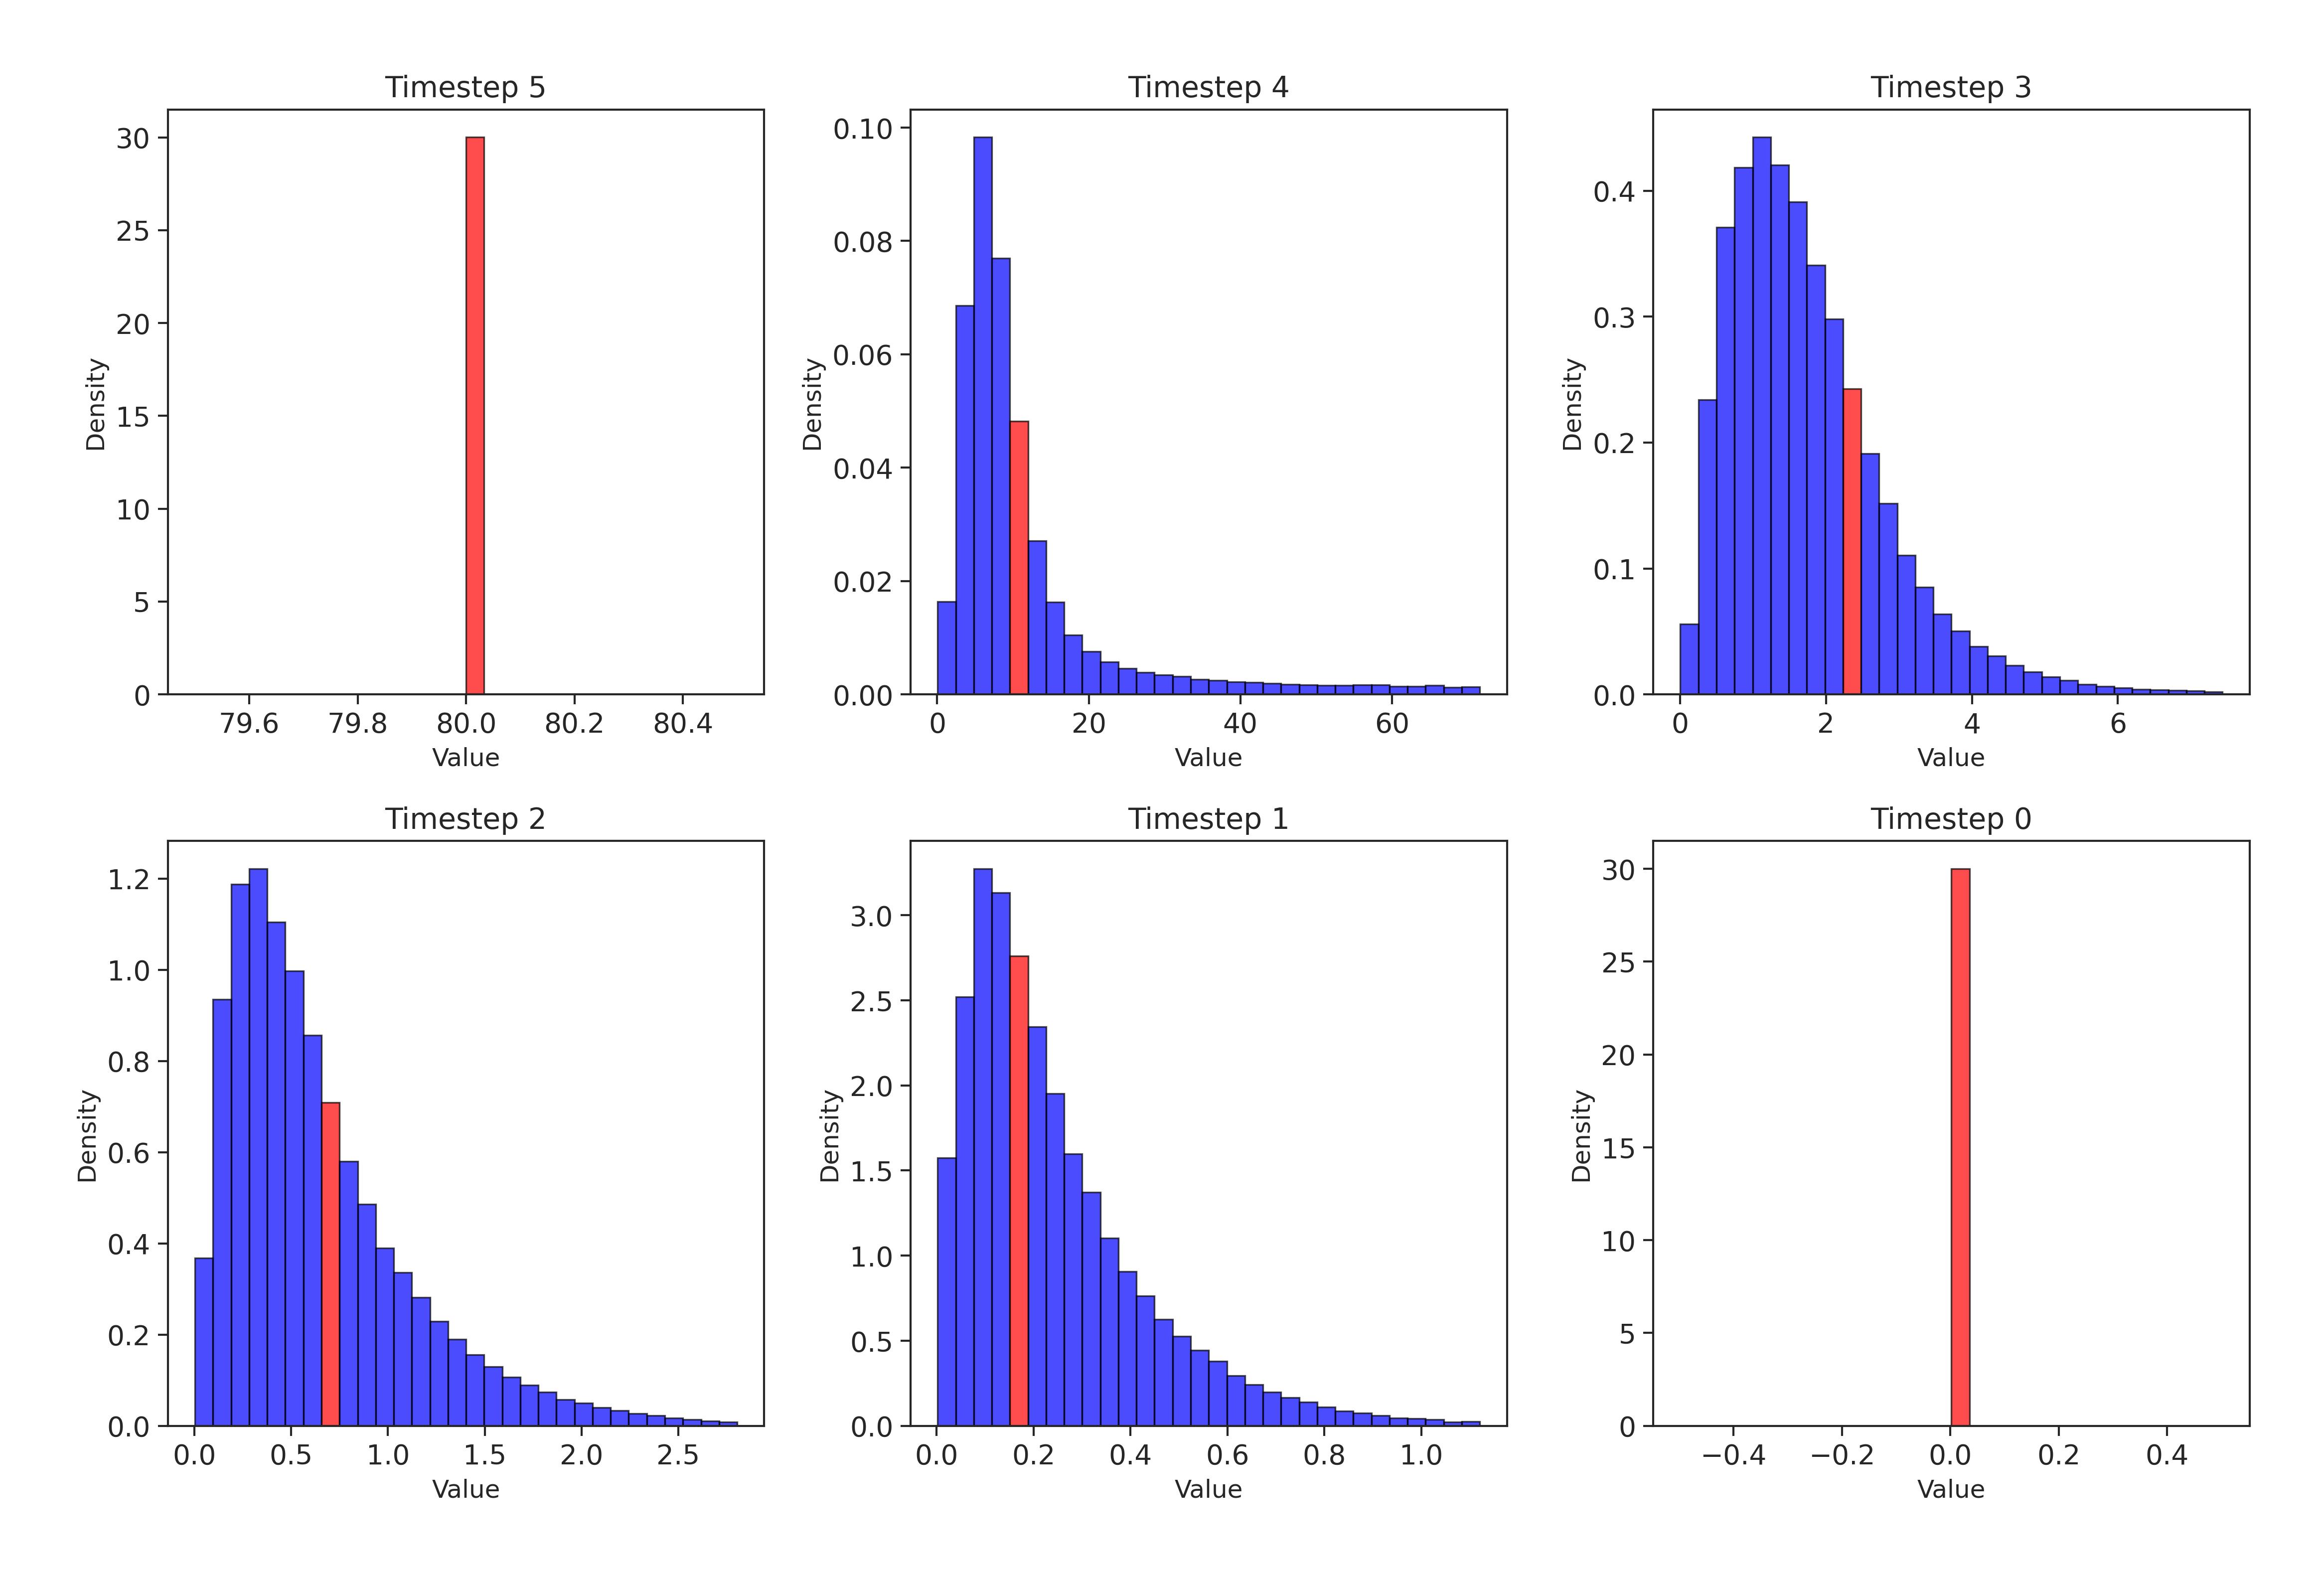 Timestep 5
Density
30
25
20
15
10
5
0
79.6 79.8 80.0 80.2 80.4
Value
Timestep 4
Density
0.10
0.08
0.06
0.04
0.02
0.00
0 20 40 60
Value
Timestep 3
Density
0.4
0.3
0.2
0.1
0.0
0 2 4 6
Value
Timestep 2
Density
1.2
1.0
0.8
0.6
0.4
0.2
0.0
0.0 0.5 1.0 1.5 2.0 2.5
Value
Timestep 1
Density
3.0
2.5
2.0
1.5
1.0
0.5
0.0
0.0 0.2 0.4 0.6 0.8 1.0
Value
Timestep 0
Density
30
25
20
15
10
5
0
−0.4 −0.2 0.0 0.2 0.4
Value